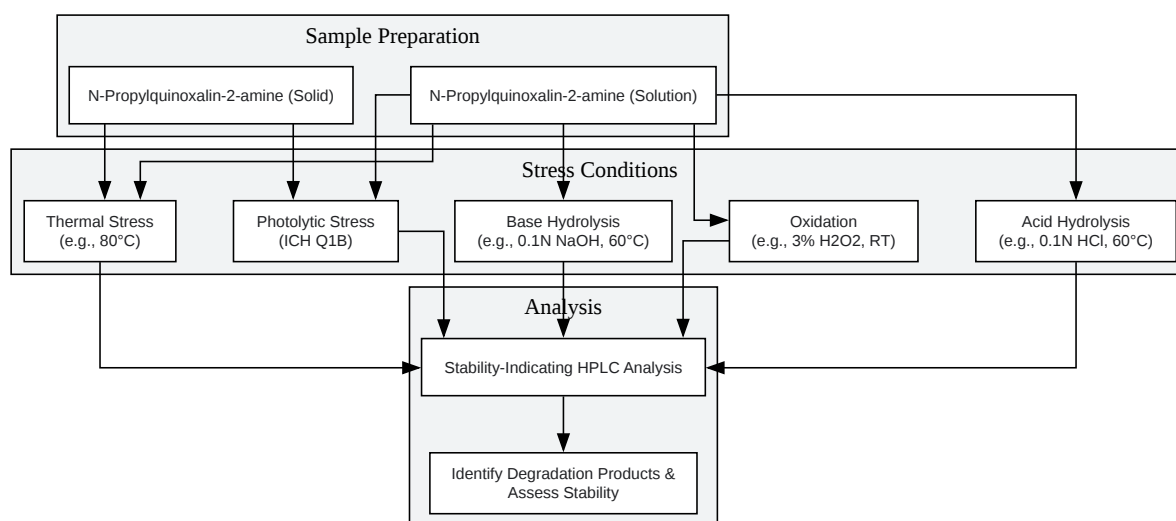 Sample Preparation
N-Propylquinoxalin-2-amine (Solid)
N-Propylquinoxalin-2-amine (Solution)
Stress Conditions
Thermal Stress
(e.g., 80°C)
Photolytic Stress
(ICH Q1B)
Base Hydrolysis
(e.g., 0.1N NaOH, 60°C)
Oxidation
(e.g., 3% H2O2, RT)
Acid Hydrolysis
(e.g., 0.1N HCl, 60°C)
Analysis
Stability-Indicating HPLC Analysis
Identify Degradation Products &
Assess Stability